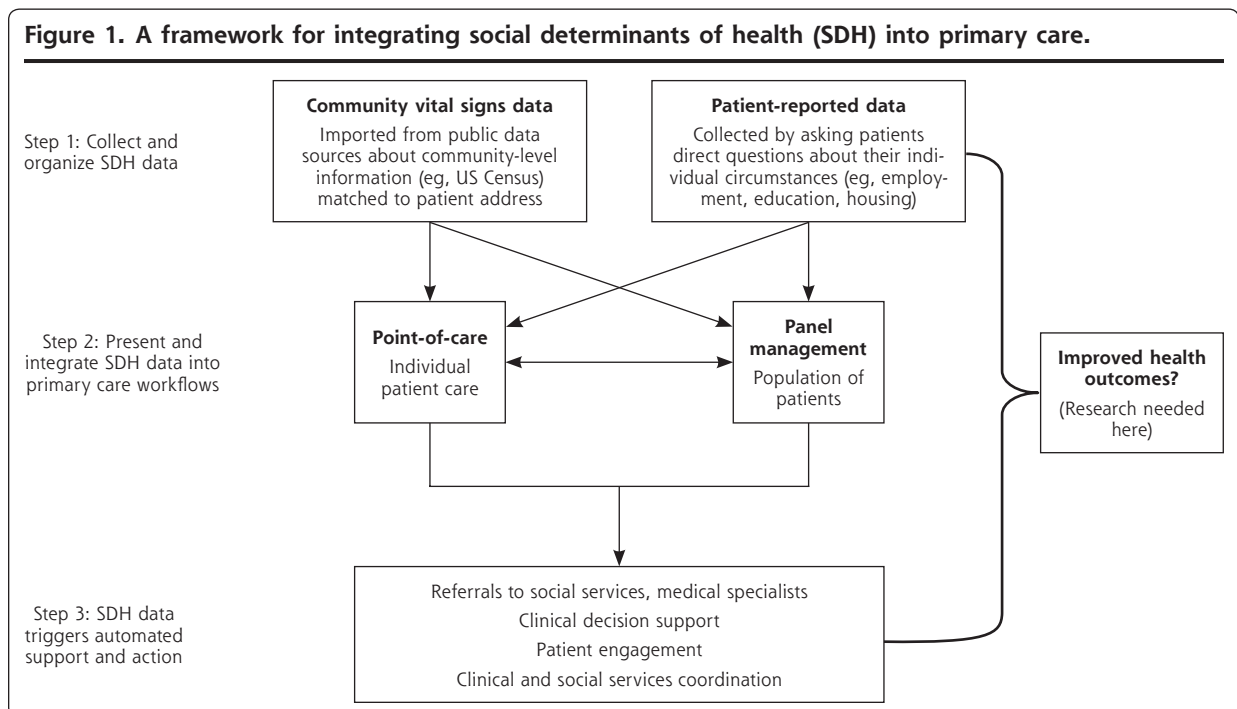 Figure 1. A framework for integrating social determinants of health (SDH) into primary care.
Step 1: Collect and
organize SDH data
Community vital signs data
Imported from public data
sources about community-level
information (eg, US Census)
matched to patient address
Patient-reported data
Collected by asking patients
direct questions about their indi-
vidual circumstances (eg, employ-
ment, education, housing)
Step 2: Present and
integrate SDH data into
primary care workflows
Point-of-care
Individual
patient care
Panel
management
Population of
patients
Improved health
outcomes?
(Research needed
here)
Step 3: SDH data
triggers automated
support and action
Referrals to social services, medical specialists
Clinical decision support
Patient engagement
Clinical and social services coordination